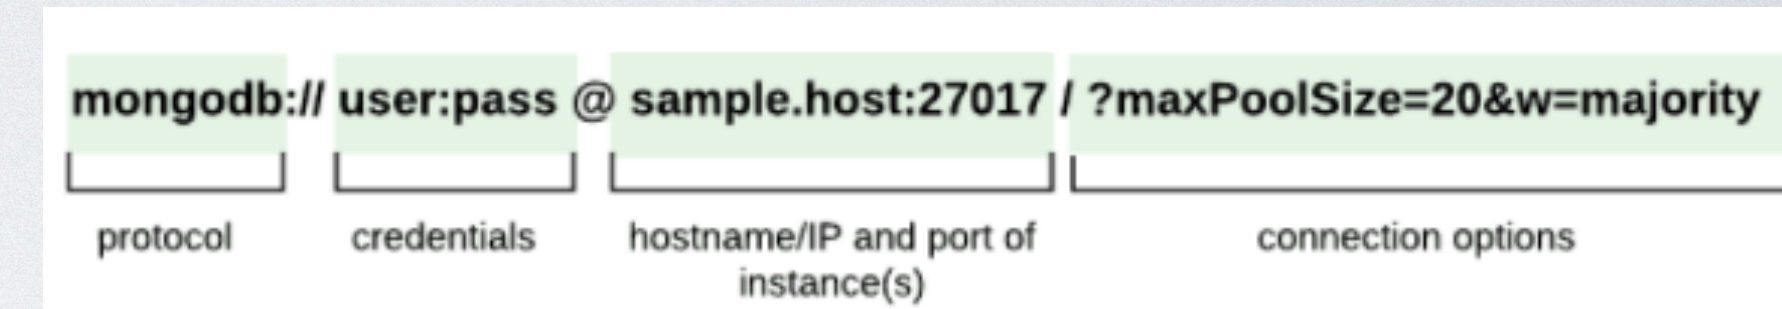 mongodb:// user:pass @ sample.host:27017 / ?maxPoolSize=20&w=majority
protocol
credentials
hostname/IP and port of
instance(s)
connection options